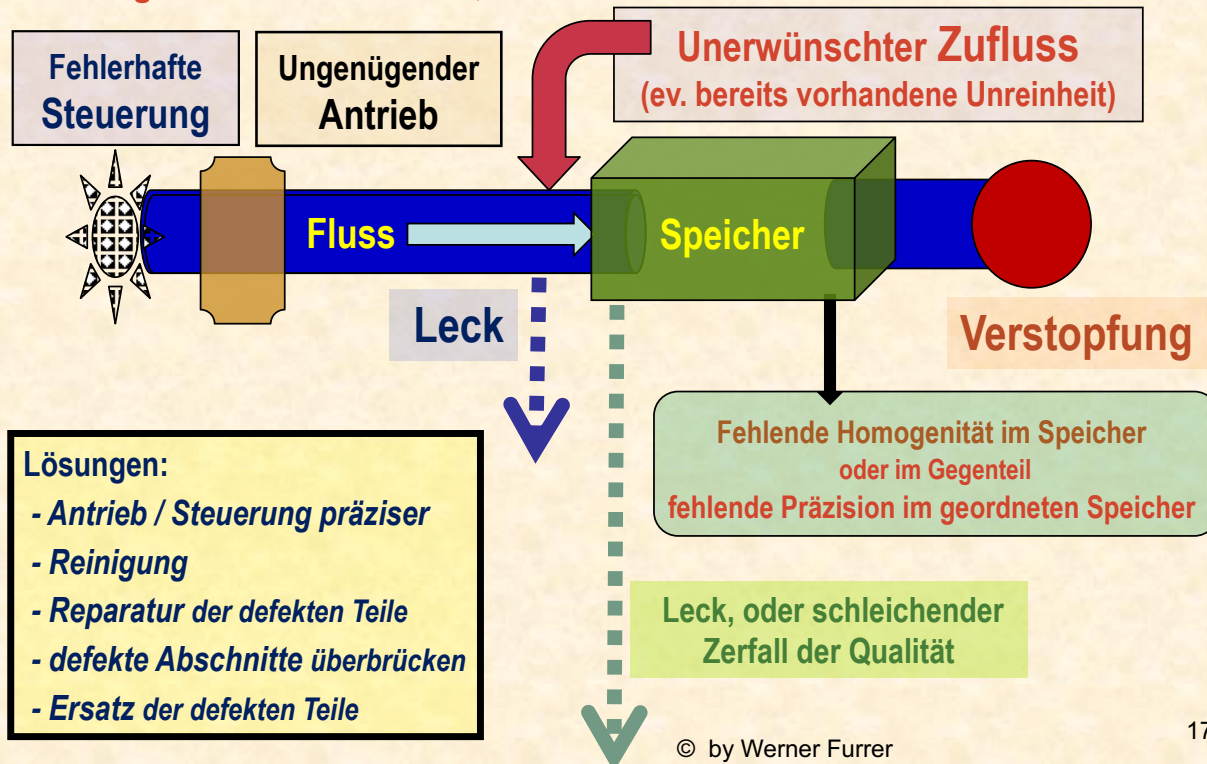 Fehlerhafte
Steuerung
Ungenügender
Antrieb
Unerwünschter Zufluss
(ev. bereits vorhandene Unreinheit)
Fluss
Speicher
Leck
Verstopfung
Fehlende Homogenität im Speicher
oder im Gegenteil
fehlende Präzision im geordneten Speicher
Lösungen:
- Antrieb / Steuerung präziser
- Reinigung
- Reparatur der defekten Teile
- defekte Abschnitte überbrücken
- Ersatz der defekten Teile
Leck, oder schleichender
Zerfall der Qualität
© by Werner Furrer
17